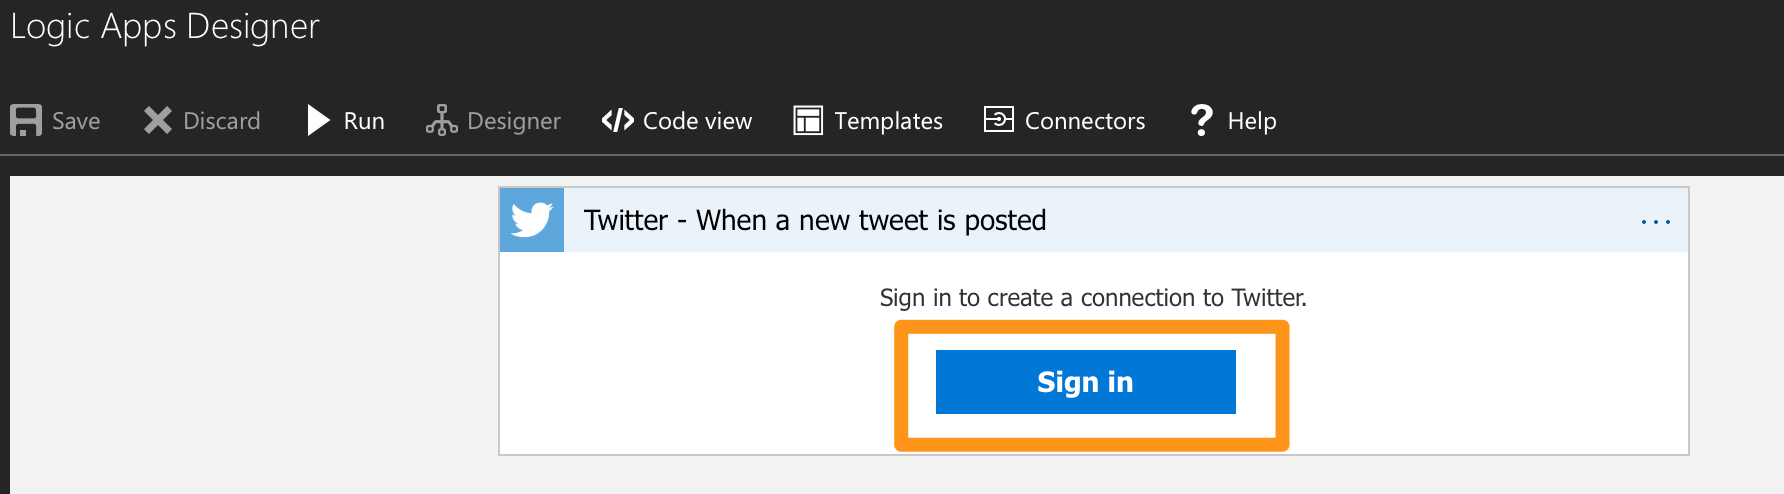 Logic Apps Designer
Save Discard Run Designer Code view Templates Connectors Help
Twitter - When a new tweet is posted
Sign in to create a connection to Twitter.
Sign in